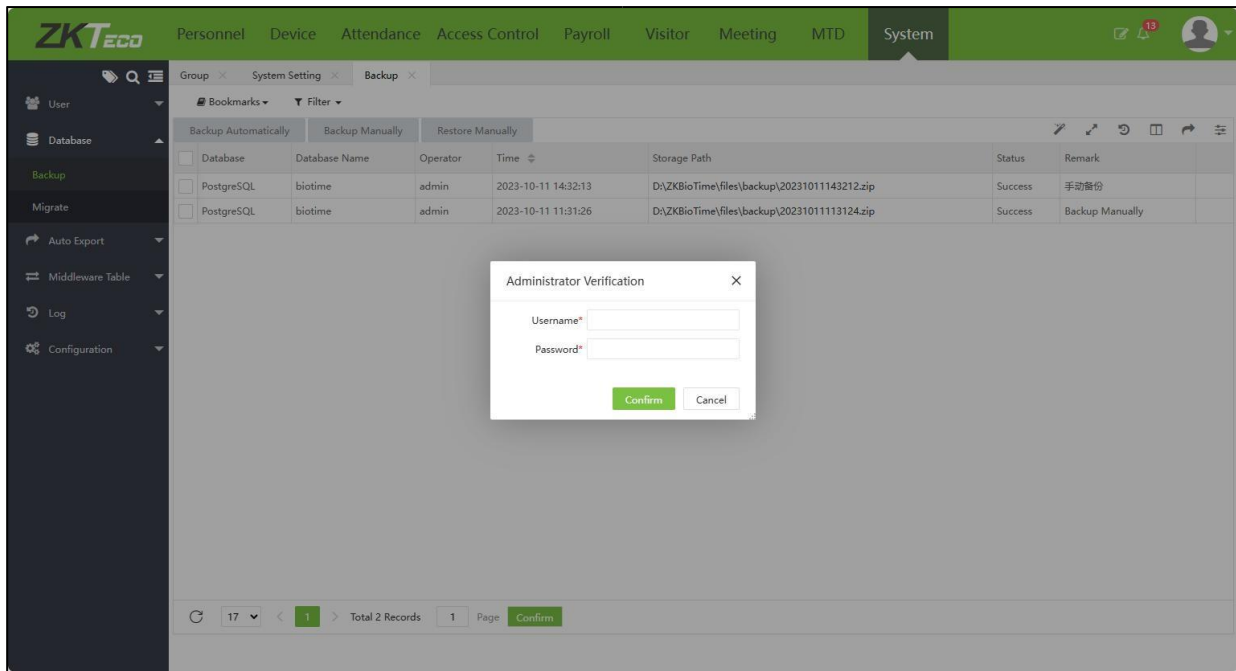 ZKTeco Personnel Device Attendance Access Control Payroll Visitor Meeting MTD System 13
Group System Setting Backup
User
Bookmarks Filter
Database
Backup Automatically Backup Manually Restore Manually
Database Database Name Operator Time Storage Path Status Remark
Backup
PostgreSQL biotime admin 2023-10-11 14:32:13 D:\ZKBioTime\files\backup\20231011143212.zip Success 手动备份
Migrate
PostgreSQL biotime admin 2023-10-11 11:31:26 D:\ZKBioTime\files\backup\20231011113124.zip Success Backup Manually
Auto Export
Middleware Table
Log
Configuration
Administrator Verification
Username*
Password*
Confirm Cancel
17 1 Total 2 Records 1 Page Confirm